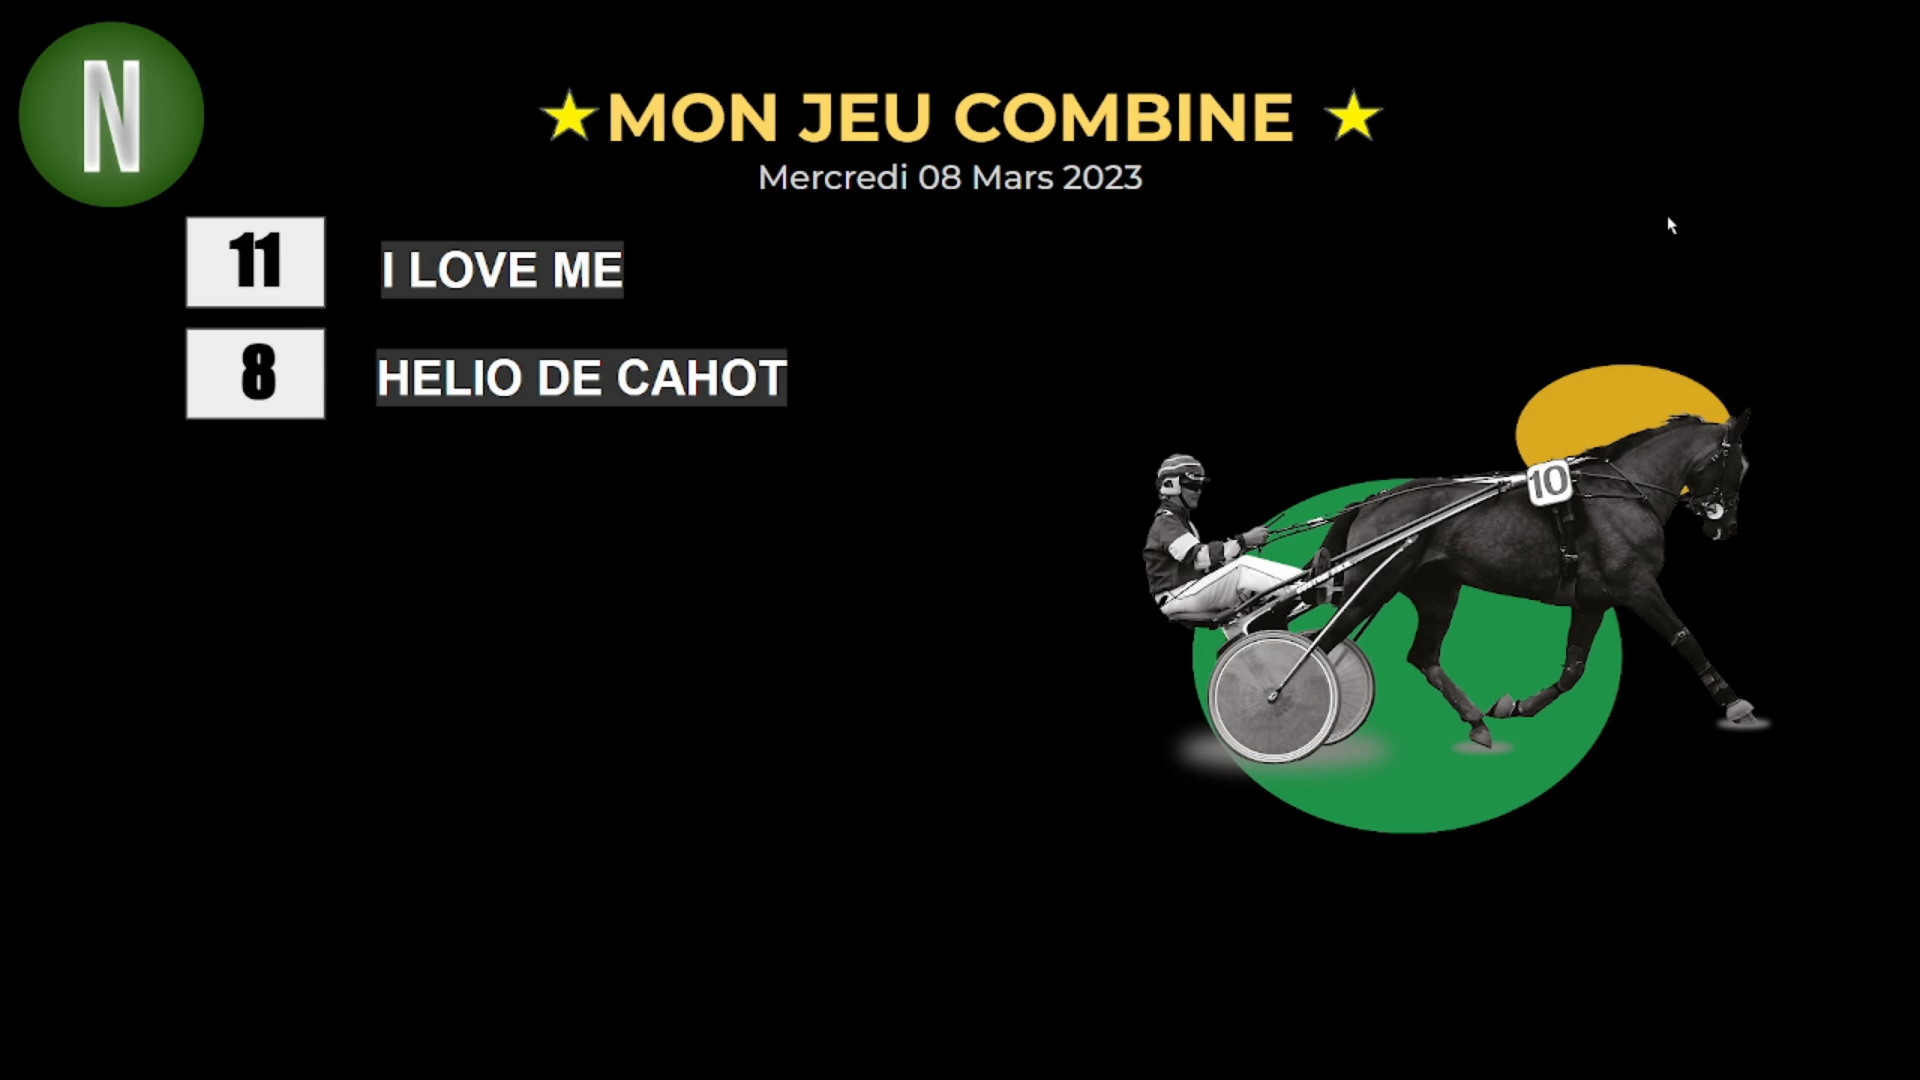 N
★MON JEU COMBINE ★
Mercredi 08 Mars 2023
11 I LOVE ME
8 HELIO DE CAHOT
10